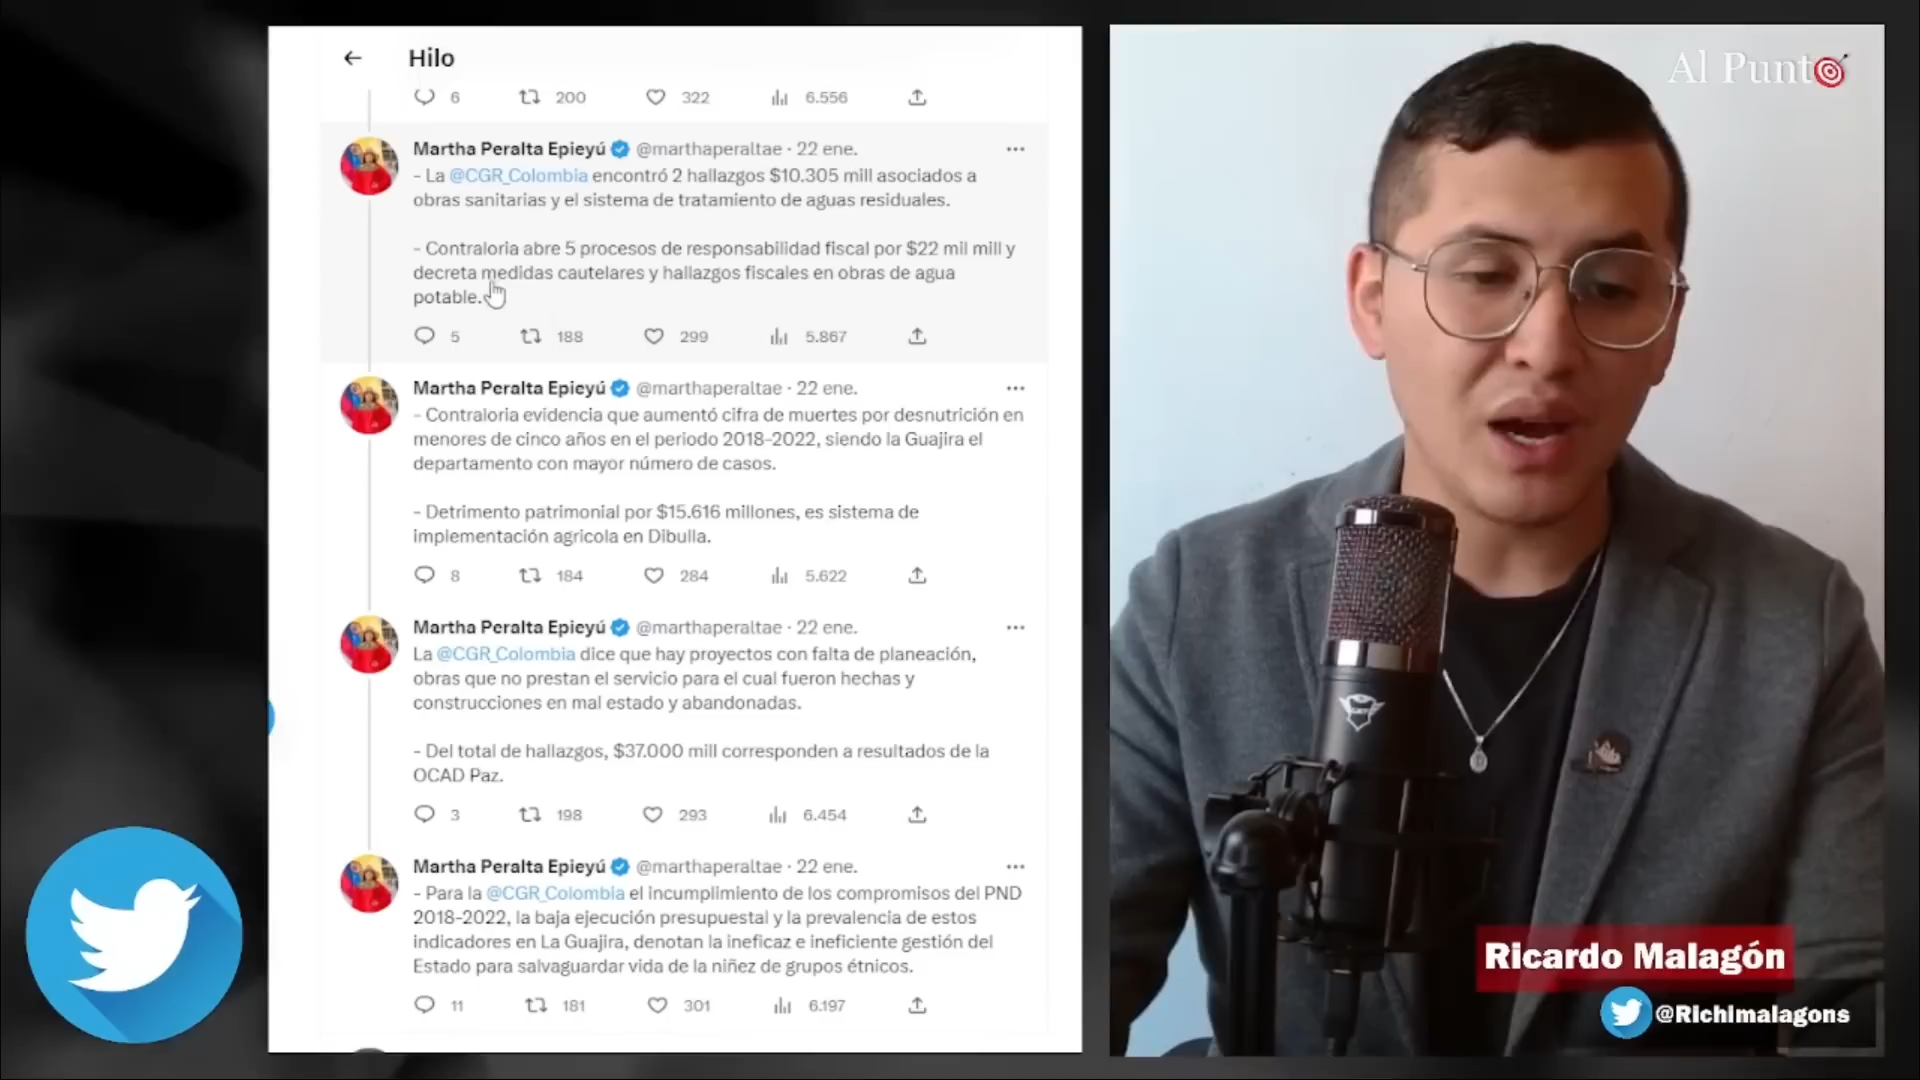 Hilo
6 200 322 6.556
Martha Peralta Epieyú @marthaperaltae · 22 ene.
- La @CGR_Colombia encontró 2 hallazgos $10.305 mill asociados a
obras sanitarias y el sistema de tratamiento de aguas residuales.
- Contraloria abre 5 procesos de responsabilidad fiscal por $22 mil mill y
decreta medidas cautelares y hallazgos fiscales en obras de agua
potable.
5 188 299 5.867
Martha Peralta Epieyú @marthaperaltae · 22 ene.
- Contraloria evidencia que aumentó cifra de muertes por desnutrición en
menores de cinco años en el periodo 2018-2022, siendo la Guajira el
departamento con mayor número de casos.
- Detrimento patrimonial por $15.616 millones, es sistema de
implementación agricola en Dibulla.
8 184 284 5.622
Martha Peralta Epieyú @marthaperaltae · 22 ene.
La @CGR_Colombia dice que hay proyectos con falta de planeación,
obras que no prestan el servicio para el cual fueron hechas y
construcciones en mal estado y abandonadas.
- Del total de hallazgos, $37.000 mill corresponden a resultados de la
OCAD Paz.
3 198 293 6.454
Martha Peralta Epieyú @marthaperaltae · 22 ene.
- Para la @CGR_Colombia el incumplimiento de los compromisos del PND
2018-2022, la baja ejecución presupuestal y la prevalencia de estos
indicadores en La Guajira, denotan la ineficaz e ineficiente gestión del
Estado para salvaguardar vida de la niñez de grupos étnicos.
11 181 301 6.197
Al Punto
Ricardo Malagón
@Richimalagons